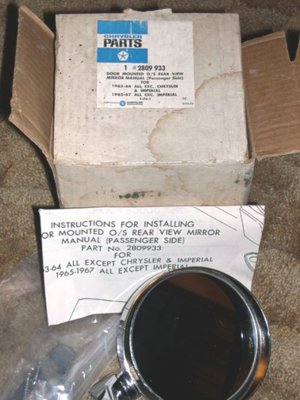 CHRYSLER
PARTS
1 # 2809 933
DOOR MOUNTED O/S REAR VIEW
MIRROR MANUAL (Passenger Side)
FOR
1963-64 ALL EXC. CHRYSLER
& IMPERIAL
1965-67 ALL EXC. IMPERIAL
INSTRUCTIONS FOR INSTALLING
OR MOUNTED O/S REAR VIEW MIRROR
MANUAL (PASSENGER SIDE)
PART No. 2809933
FOR
3-64 ALL EXCEPT CHRYSLER & IMPERIAL
1965-1967 ALL EXCEPT IMPERIAL